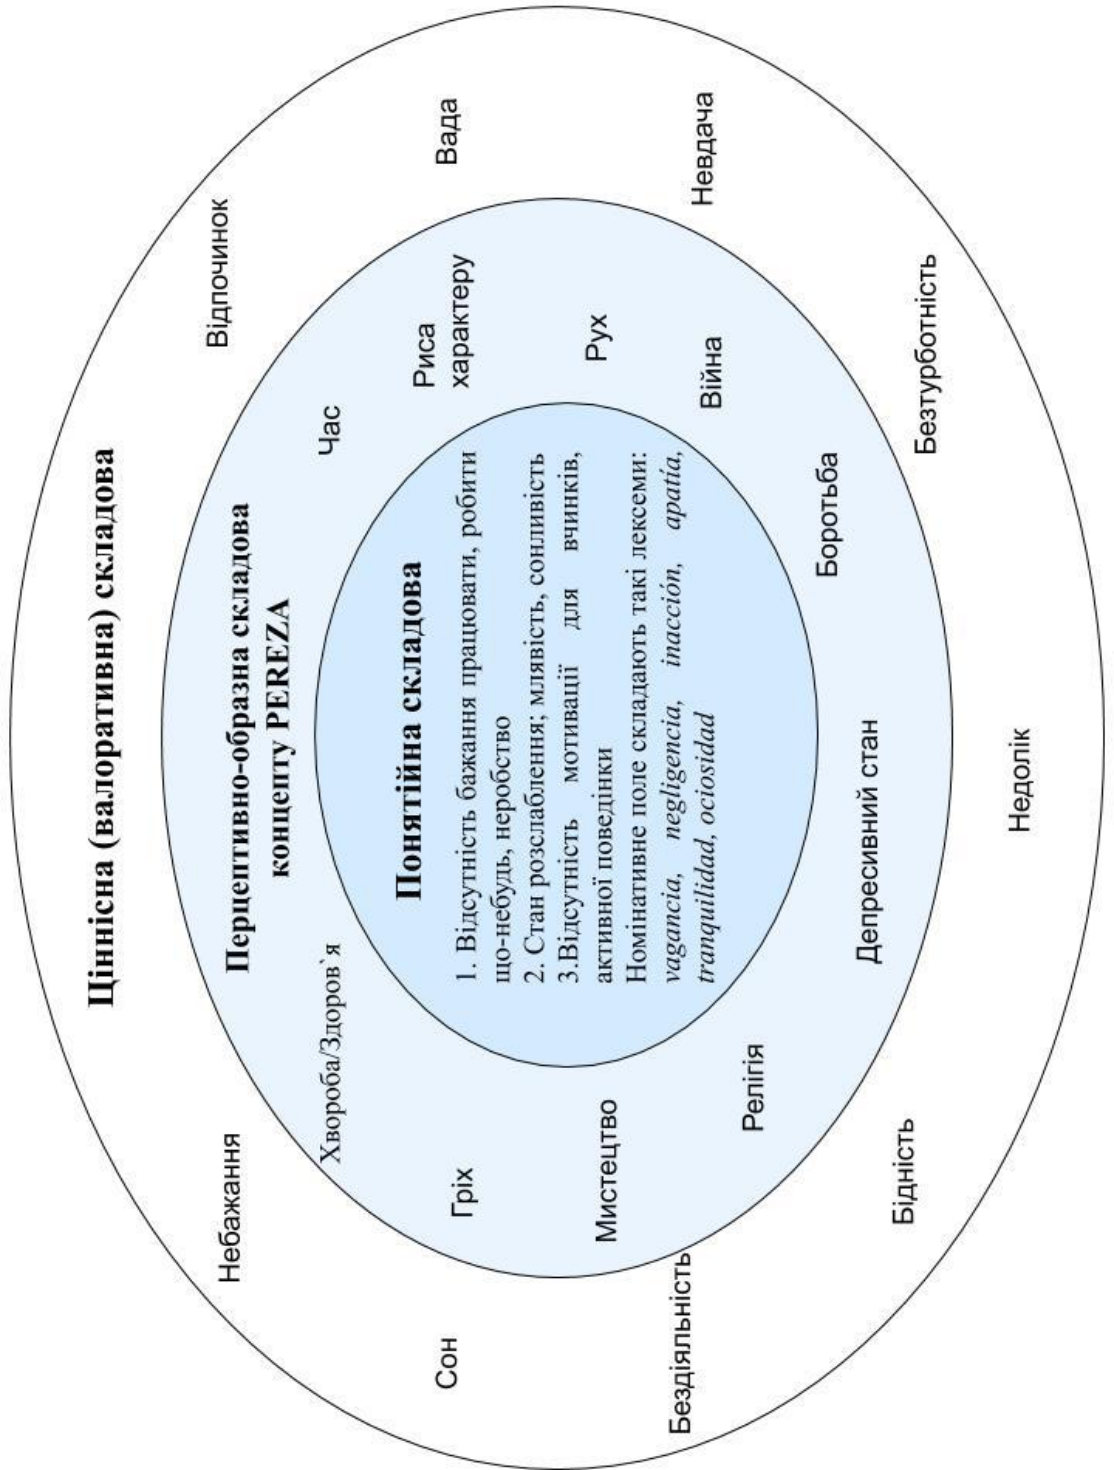 Ціннісна (валоративна) складова
Небажання
Відпочинок
Сон
Вада
Бездіяльність
Невдача
Бідність
Безтурботність
Недолік
Перцептивно-образна складова
концепту PEREZA
Хвороба/Здоров`я
Час
Гріх
Риса
характеру
Мистецтво
Рух
Релігія
Війна
Депресивний стан
Боротьба
Понятійна складова
1. Відсутність бажання працювати, робити
що-небудь, неробство
2. Стан розслаблення; млявість, сонливість
3.Відсутність мотивації для вчинків,
активної поведінки
Номінативне поле складають такі лексеми:
vagancia, negligencia, inacción, apatía,
tranquilidad, ociosidad